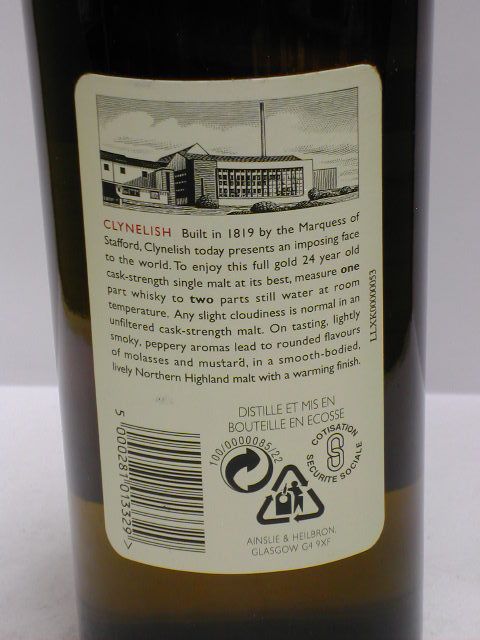 CLYNELISH Built in 1819 by the Marquess of
Stafford, Clynelish today presents an imposing face
to the world. To enjoy this full gold 24 year old
cask-strength single malt at its best, measure one
part whisky to two parts still water at room
temperature. Any slight cloudiness is normal in an
unfiltered cask-strength malt. On tasting, lightly
smoky, peppery aromas lead to rounded flavours
of molasses and mustard, in a smooth-bodied,
lively Northern Highland malt with a warming finish.
LLXK00000053
DISTILLE ET MIS EN
BOUTEILLE EN ECOSSE
5 000281 013329 >
100/0000085/22
COTISATION
SECURITE SOCIALE
AINSLIE & HEILBRON,
GLASGOW G4 9XF